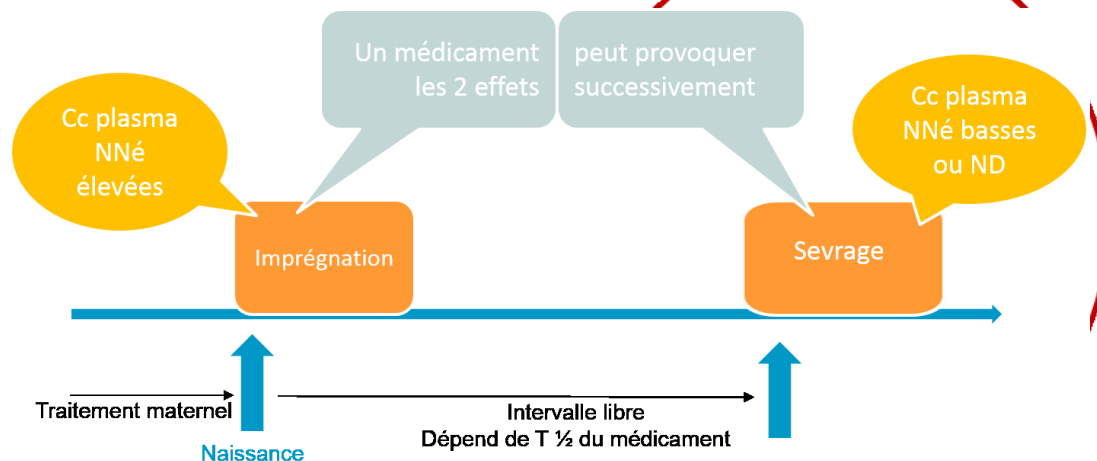 Un médicament
les 2 effets
peut provoquer
successivement
Cc plasma
NNé
élevées
Cc plasma
NNé basses
ou ND
Imprégnation
Sevrage
Traitement maternel
Intervalle libre
Dépend de T ½ du médicament
Naissance